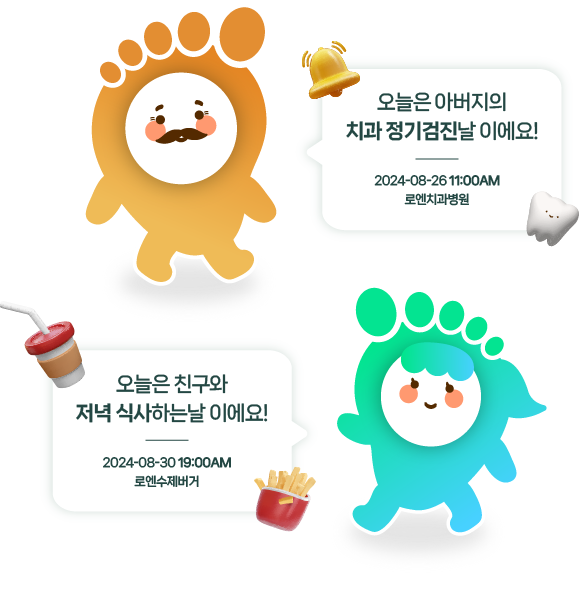 오늘은 아버지의
치과 정기검진날 이에요!
2024-08-26 11:00AM
로엔치과병원
오늘은 친구와
저녁 식사하는날 이에요!
2024-08-30 19:00AM
로엔수제버거